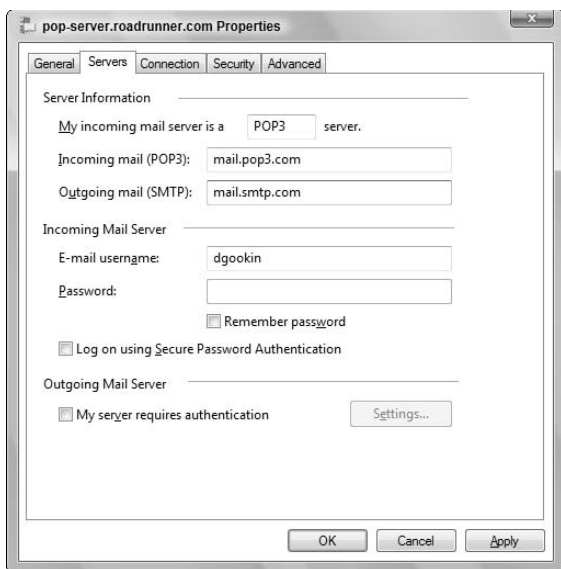 pop-server.roadrunner.com Properties
General Servers Connection Security Advanced
Server Information
My incoming mail server is a POP3 server.
Incoming mail (POP3): mail.pop3.com
Outgoing mail (SMTP): mail.smtp.com
Incoming Mail Server
E-mail username: dgookin
Password:
Remember password
Log on using Secure Password Authentication
Outgoing Mail Server
My server requires authentication Settings...
OK Cancel Apply